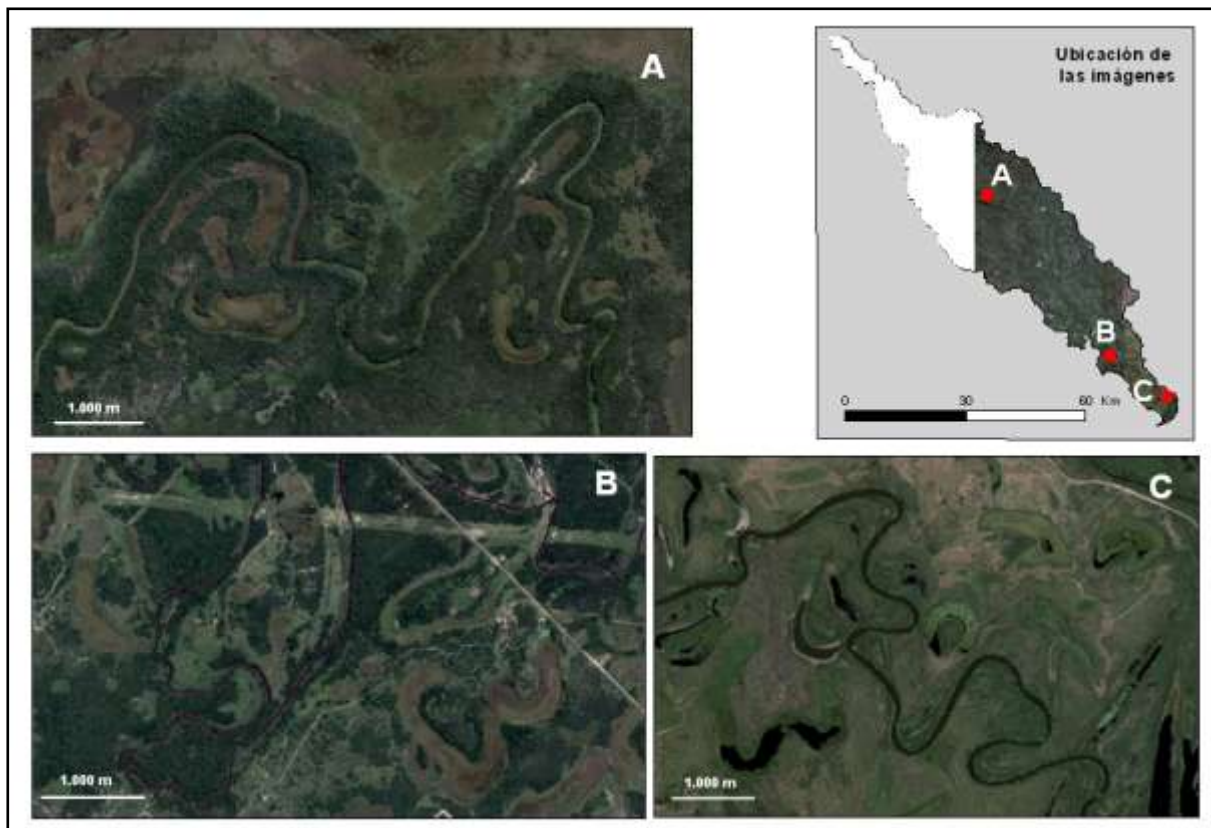 A
1.000 m
Ubicación de
las imágenes
A
B
C
0 30 60 Km
B
1.000 m
C
1.000 m